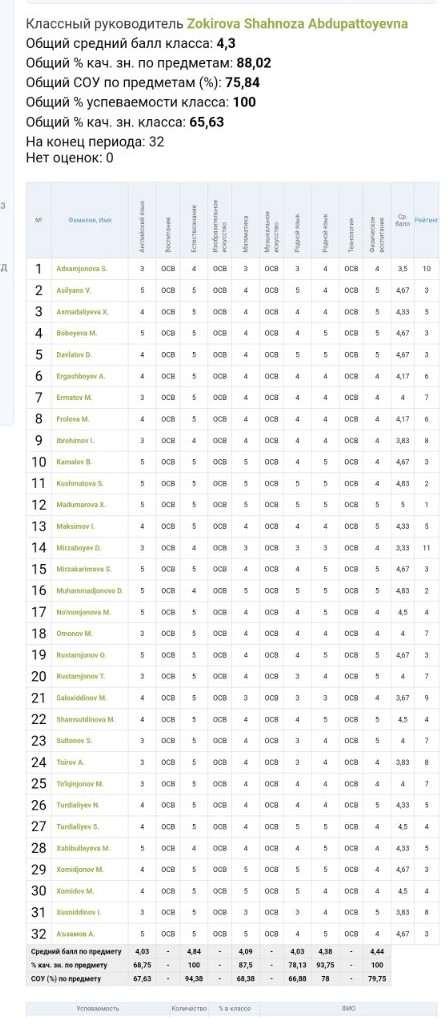 Классный руководитель Zokirova Shahnoza Abdupattoyevna
Общий средний балл класса: 4,3
Общий % кач. зн. по предметам: 88,02
Общий СОУ по предметам (%): 75,84
Общий % успеваемости класса: 100
Общий % кач. зн. класса: 65,63
На конец периода: 32
Нет оценок: 0
№ Фамилия, Имя Английский язык Воспитание Естествознание Изобразительное искусство Математика Музыкальное искусство Родной язык Родной язык Технология Физическое воспитание Ср балл Рейтинг
1 Adxamjonova S. 3 ОСВ 4 ОСВ 3 ОСВ 3 4 ОСВ 4 3,5 10
2 Asilyans V. 5 ОСВ 5 ОСВ 4 ОСВ 5 4 ОСВ 5 4,67 3
3 Axmadaliyeva X. 4 ОСВ 5 ОСВ 4 ОСВ 4 4 ОСВ 5 4,33 5
4 Boboyeva M. 5 ОСВ 5 ОСВ 4 ОСВ 4 5 ОСВ 5 4,67 3
5 Davlatov D. 4 ОСВ 5 ОСВ 4 ОСВ 5 5 ОСВ 5 4,67 3
6 Ergashboyev A. 4 ОСВ 5 ОСВ 4 ОСВ 4 4 ОСВ 4 4,17 6
7 Ermatov M. 3 ОСВ 5 ОСВ 4 ОСВ 4 4 ОСВ 4 4 7
8 Frolova M. 4 ОСВ 5 ОСВ 4 ОСВ 4 4 ОСВ 4 4,17 6
9 Ibrohimov I. 3 ОСВ 4 ОСВ 4 ОСВ 4 4 ОСВ 4 3,83 8
10 Kamalov B. 5 ОСВ 5 ОСВ 5 ОСВ 4 5 ОСВ 4 4,67 3
11 Kushmatova S. 5 ОСВ 5 ОСВ 5 ОСВ 5 5 ОСВ 4 4,83 2
12 Madumarova X. 5 ОСВ 5 ОСВ 5 ОСВ 5 5 ОСВ 5 5 1
13 Maksimov I. 4 ОСВ 5 ОСВ 4 ОСВ 4 4 ОСВ 5 4,33 5
14 Mirzaboyev D. 3 ОСВ 4 ОСВ 3 ОСВ 3 3 ОСВ 4 3,33 11
15 Mirzakarimova S. 5 ОСВ 5 ОСВ 4 ОСВ 4 5 ОСВ 5 4,67 3
16 Muhammadjonova D. 5 ОСВ 4 ОСВ 5 ОСВ 5 5 ОСВ 5 4,83 2
17 No'monjonova M. 5 ОСВ 5 ОСВ 4 ОСВ 4 5 ОСВ 4 4,5 4
18 Omonov M. 3 ОСВ 5 ОСВ 4 ОСВ 4 4 ОСВ 4 4 7
19 Rustamjonov O. 5 ОСВ 5 ОСВ 4 ОСВ 4 5 ОСВ 5 4,67 3
20 Rustamjonov T. 3 ОСВ 5 ОСВ 4 ОСВ 3 4 ОСВ 5 4 7
21 Saloxiddinov M. 4 ОСВ 5 ОСВ 3 ОСВ 3 3 ОСВ 4 3,67 9
22 Shamsutdinova M. 4 ОСВ 5 ОСВ 4 ОСВ 4 5 ОСВ 5 4,5 4
23 Sultonov S. 3 ОСВ 5 ОСВ 4 ОСВ 3 4 ОСВ 5 4 7
24 Toirov A. 3 ОСВ 5 ОСВ 4 ОСВ 3 4 ОСВ 4 3,83 8
25 To'lqinjonov M. 3 ОСВ 5 ОСВ 4 ОСВ 4 4 ОСВ 4 4 7
26 Turdialiyev N. 4 ОСВ 5 ОСВ 4 ОСВ 4 4 ОСВ 5 4,33 5
27 Turdialiyev S. 4 ОСВ 5 ОСВ 4 ОСВ 5 5 ОСВ 4 4,5 4
28 Xabibullayeva M. 5 ОСВ 4 ОСВ 4 ОСВ 4 4 ОСВ 5 4,33 5
29 Xomidjonov M. 4 ОСВ 5 ОСВ 5 ОСВ 5 5 ОСВ 4 4,67 3
30 Xomidov M. 4 ОСВ 5 ОСВ 5 ОСВ 5 4 ОСВ 4 4,5 4
31 Xusniddinov I. 3 ОСВ 5 ОСВ 3 ОСВ 3 4 ОСВ 5 3,83 8
32 Аъзамов А. 5 ОСВ 5 ОСВ 5 ОСВ 4 5 ОСВ 4 4,67 3
Средний балл по предмету 4,03 - 4,84 - 4,09 - 4,03 4,38 - 4,44
% кач. зн. по предмету 68,75 - 100 - 87,5 - 78,13 93,75 - 100
СОУ (%) по предмету 67,63 - 94,38 - 68,38 - 66,88 78 - 79,75
Успеваемость Количество % в классе ФИО